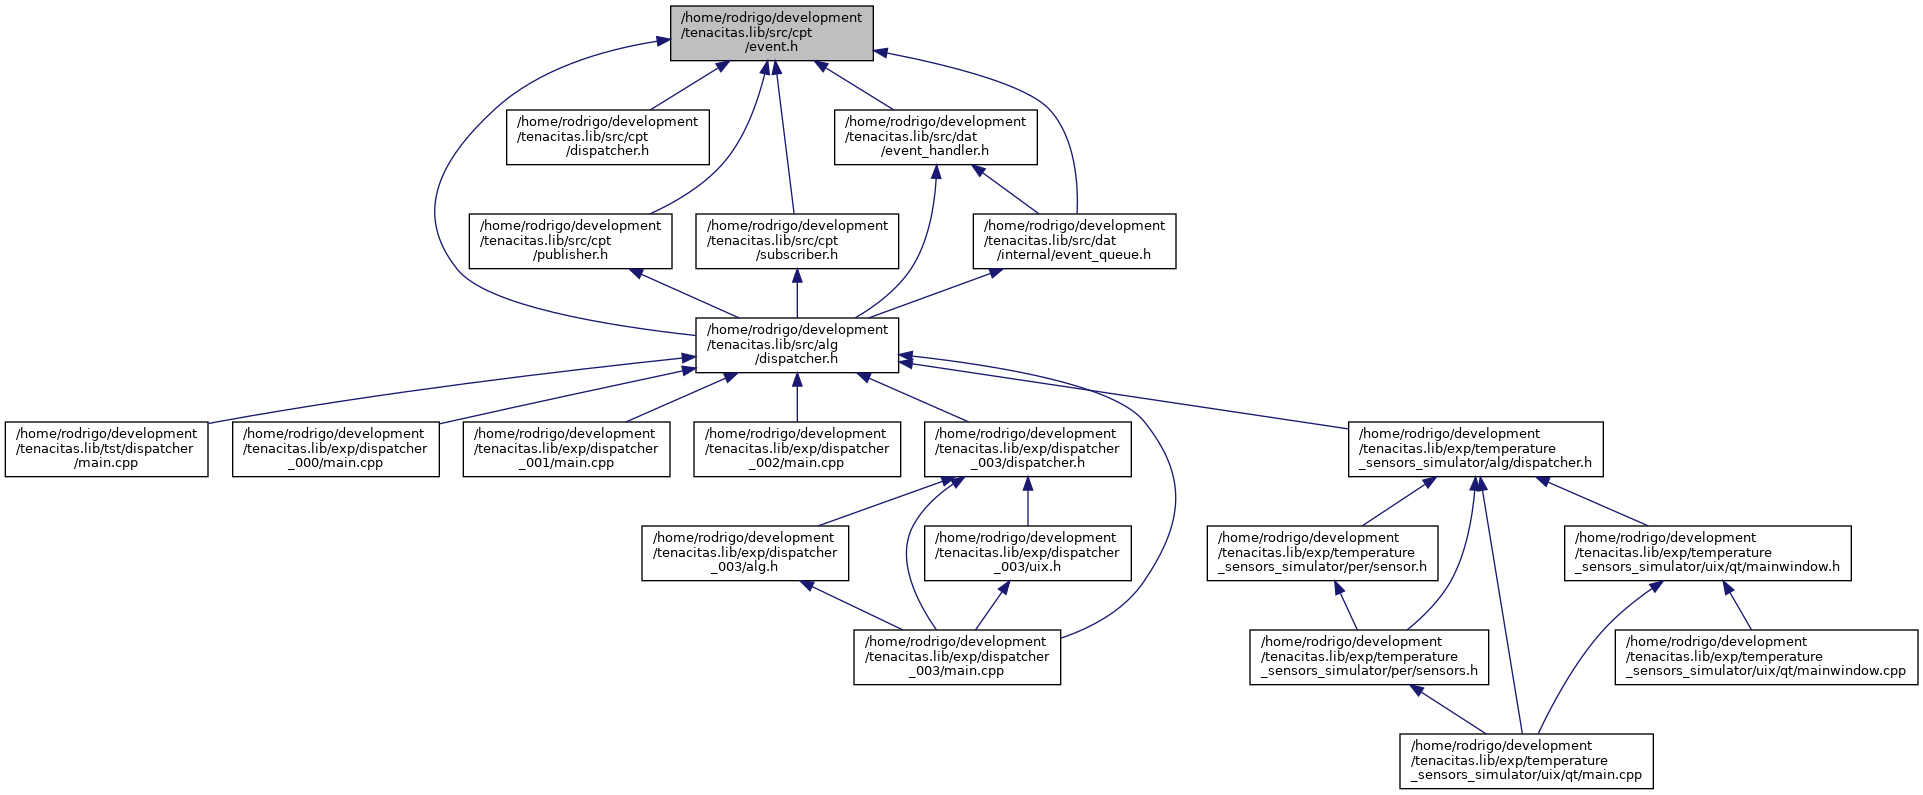 /home/rodrigo/development
/tenacitas.lib/src/cpt
/event.h
/home/rodrigo/development
/tenacitas.lib/src/cpt
/dispatcher.h
/home/rodrigo/development
/tenacitas.lib/src/dat
/event_handler.h
/home/rodrigo/development
/tenacitas.lib/src/cpt
/publisher.h
/home/rodrigo/development
/tenacitas.lib/src/cpt
/subscriber.h
/home/rodrigo/development
/tenacitas.lib/src/dat
/internal/event_queue.h
/home/rodrigo/development
/tenacitas.lib/src/alg
/dispatcher.h
/home/rodrigo/development
/tenacitas.lib/tst/dispatcher
/main.cpp
/home/rodrigo/development
/tenacitas.lib/exp/dispatcher
_000/main.cpp
/home/rodrigo/development
/tenacitas.lib/exp/dispatcher
_001/main.cpp
/home/rodrigo/development
/tenacitas.lib/exp/dispatcher
_002/main.cpp
/home/rodrigo/development
/tenacitas.lib/exp/dispatcher
_003/dispatcher.h
/home/rodrigo/development
/tenacitas.lib/exp/temperature
_sensors_simulator/alg/dispatcher.h
/home/rodrigo/development
/tenacitas.lib/exp/dispatcher
_003/alg.h
/home/rodrigo/development
/tenacitas.lib/exp/dispatcher
_003/uix.h
/home/rodrigo/development
/tenacitas.lib/exp/temperature
_sensors_simulator/per/sensor.h
/home/rodrigo/development
/tenacitas.lib/exp/temperature
_sensors_simulator/uix/qt/mainwindow.h
/home/rodrigo/development
/tenacitas.lib/exp/dispatcher
_003/main.cpp
/home/rodrigo/development
/tenacitas.lib/exp/temperature
_sensors_simulator/per/sensors.h
/home/rodrigo/development
/tenacitas.lib/exp/temperature
_sensors_simulator/uix/qt/mainwindow.cpp
/home/rodrigo/development
/tenacitas.lib/exp/temperature
_sensors_simulator/uix/qt/main.cpp